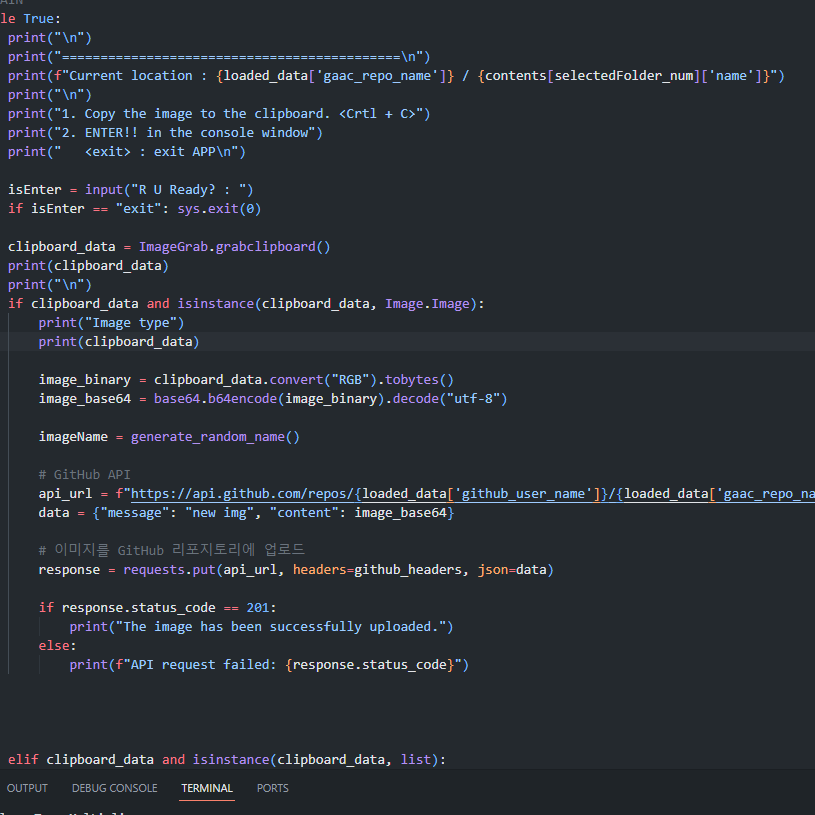 le True:
print("\n")
print("============================================\n")
print(f"Current location : {loaded_data['gaac_repo_name']} / {contents[selectedFolder_num]['name']}")
print("\n")
print("1. Copy the image to the clipboard. <Crtl + C>")
print("2. ENTER!! in the console window")
print("   <exit> : exit APP\n")
isEnter = input("R U Ready? : ")
if isEnter == "exit": sys.exit(0)
clipboard_data = ImageGrab.grabclipboard()
print(clipboard_data)
print("\n")
if clipboard_data and isinstance(clipboard_data, Image.Image):
print("Image type")
print(clipboard_data)
image_binary = clipboard_data.convert("RGB").tobytes()
image_base64 = base64.b64encode(image_binary).decode("utf-8")
imageName = generate_random_name()
# GitHub API
api_url = f"https://api.github.com/repos/{loaded_data['github_user_name']}/{loaded_data['gaac_repo_na
data = {"message": "new img", "content": image_base64}
# 이미지를 GitHub 리포지토리에 업로드
response = requests.put(api_url, headers=github_headers, json=data)
if response.status_code == 201:
print("The image has been successfully uploaded.")
else:
print(f"API request failed: {response.status_code}")
elif clipboard_data and isinstance(clipboard_data, list):
OUTPUT DEBUG CONSOLE TERMINAL PORTS